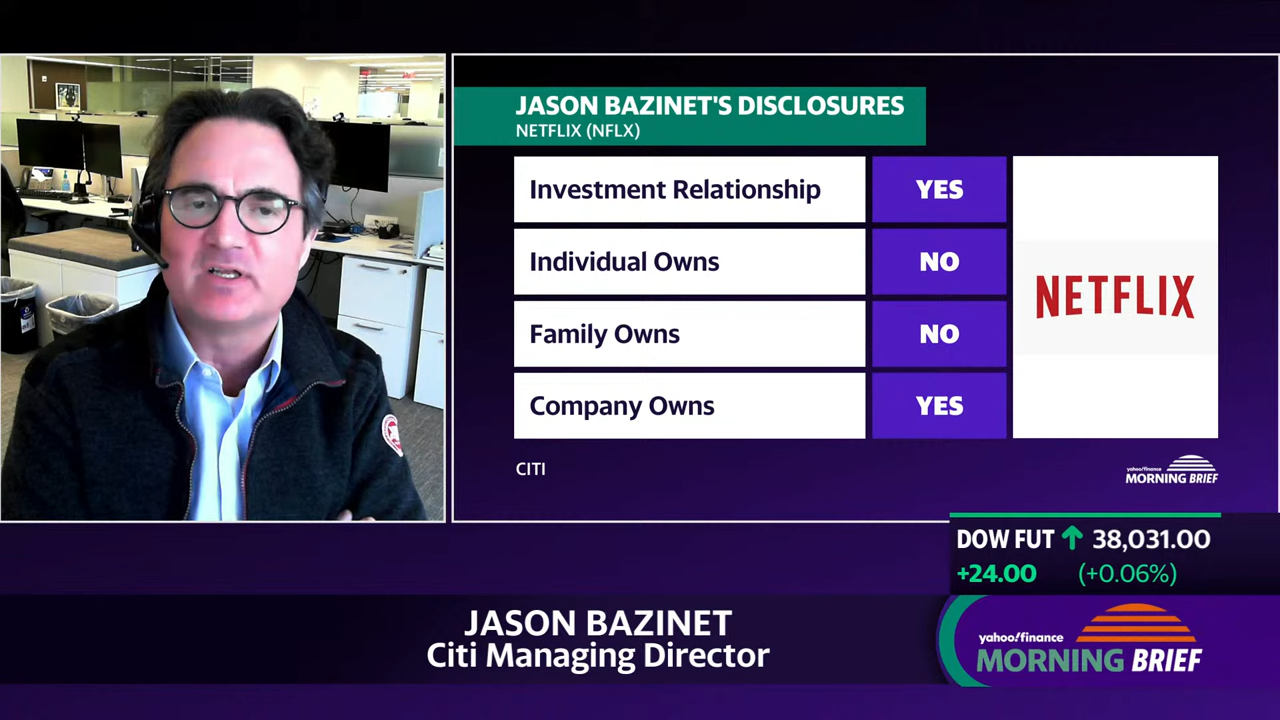 JASON BAZINET'S DISCLOSURES
NETFLIX (NFLX)
Investment Relationship YES
Individual Owns NO
Family Owns NO
Company Owns YES
NETFLIX
CITI
yahoo!finance
MORNING BRIEF
DOW FUT 38,031.00
+24.00 (+0.06%)
JASON BAZINET
Citi Managing Director
yahoo!finance
MORNING BRIEF